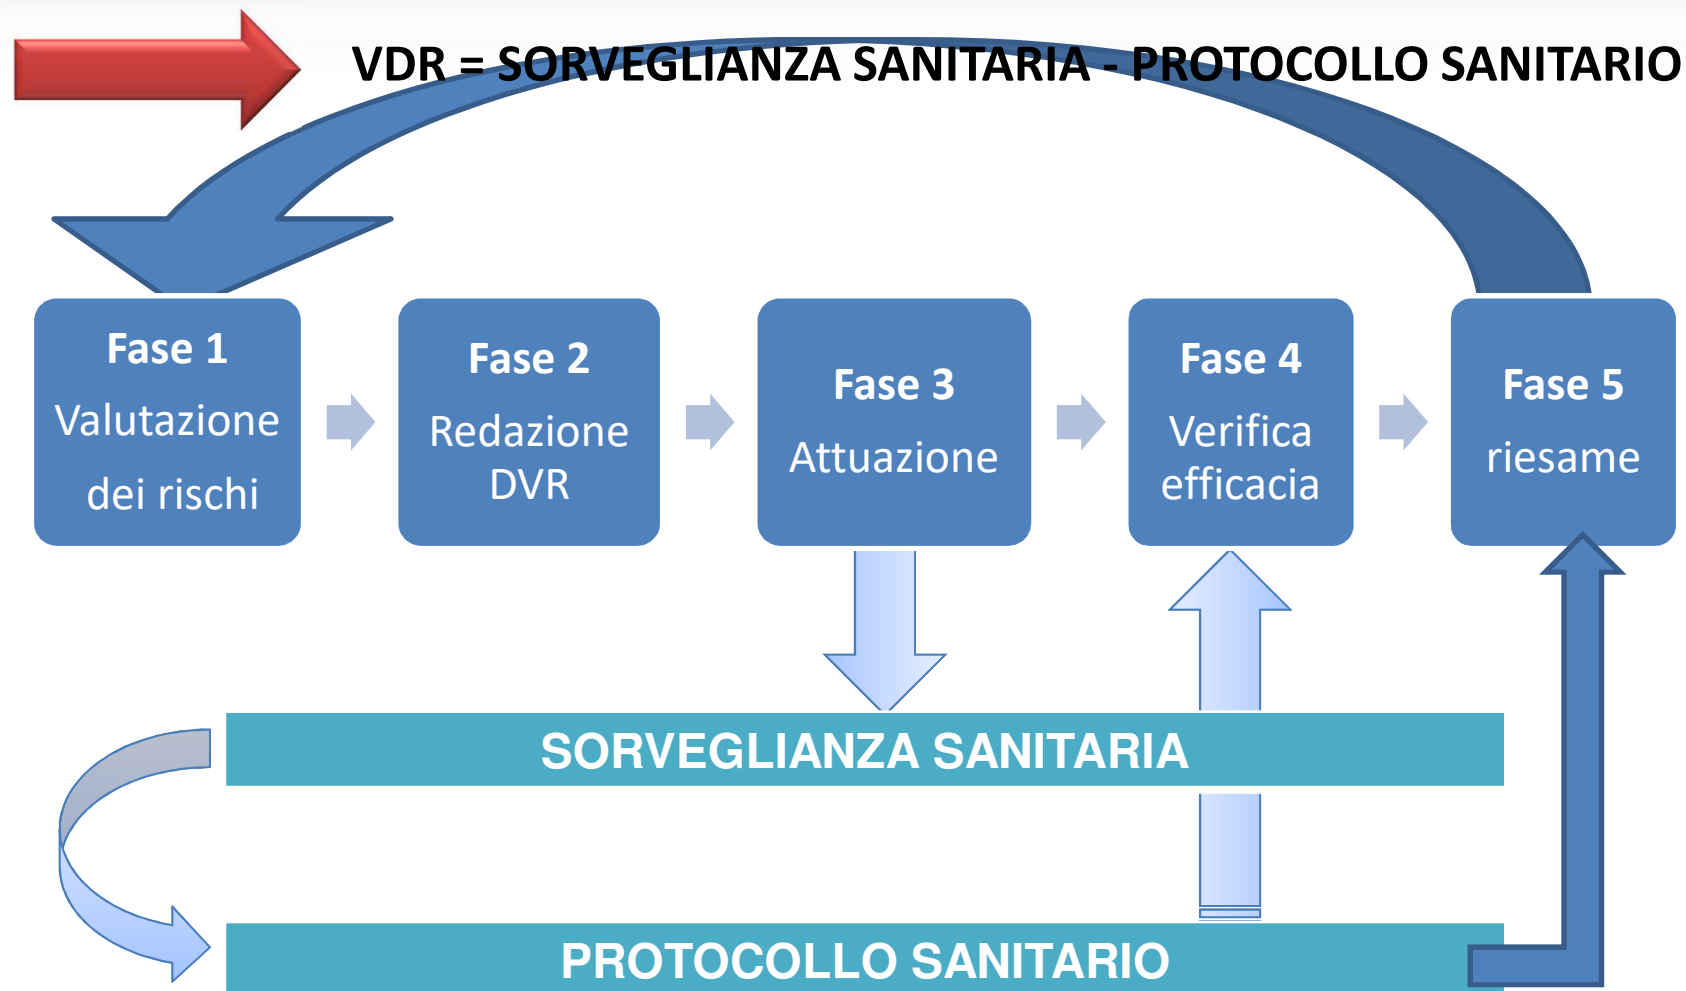 VDR = SORVEGLIANZA SANITARIA - PROTOCOLLO SANITARIO
Fase 1
Valutazione
dei rischi
Fase 2
Redazione
DVR
Fase 3
Attuazione
Fase 4
Verifica
efficacia
Fase 5
riesame
SORVEGLIANZA SANITARIA
PROTOCOLLO SANITARIO